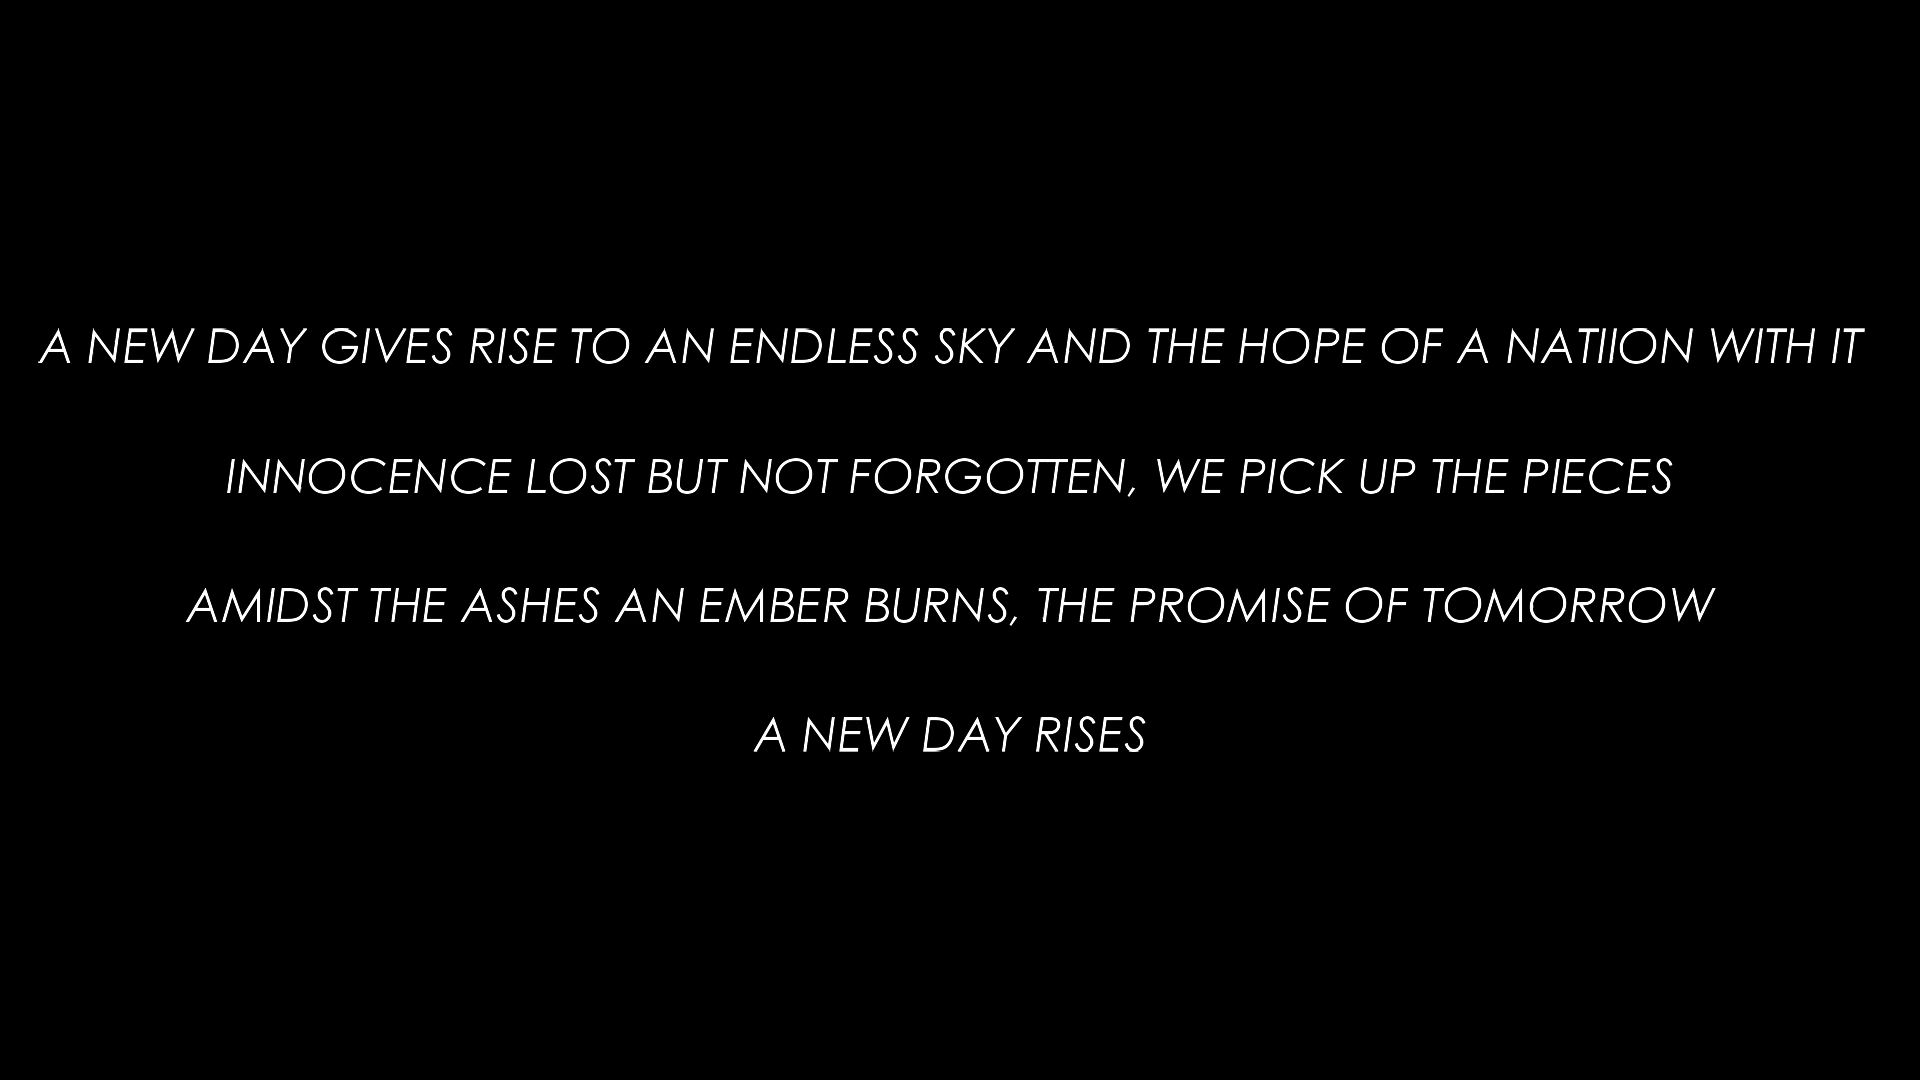 A NEW DAY GIVES RISE TO AN ENDLESS SKY AND THE HOPE OF A NATIION WITH IT
INNOCENCE LOST BUT NOT FORGOTTEN, WE PICK UP THE PIECES
AMIDST THE ASHES AN EMBER BURNS, THE PROMISE OF TOMORROW
A NEW DAY RISES